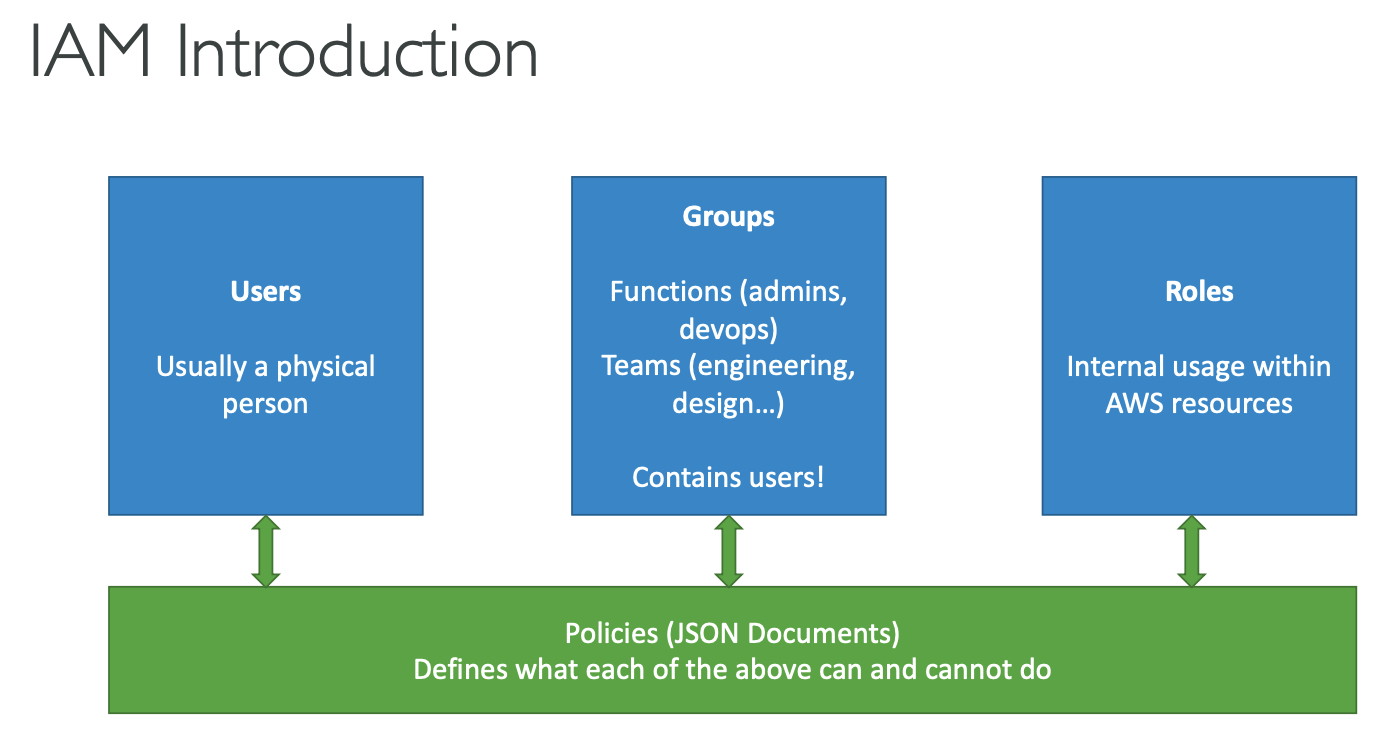 IAM Introduction
Users
Usually a physical
person
Groups
Functions (admins,
devops)
Teams (engineering,
design...)
Contains users!
Roles
Internal usage within
AWS resources
Policies (JSON Documents)
Defines what each of the above can and cannot do